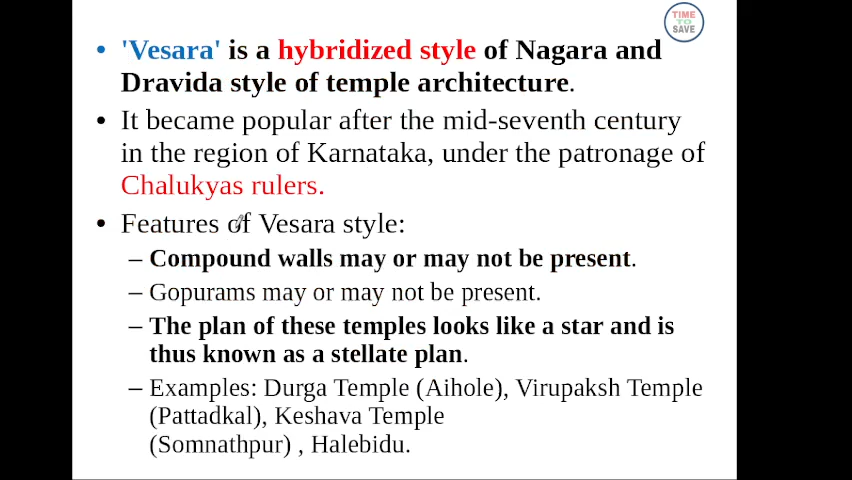 TIME
TO
SAVE
• 'Vesara' is a hybridized style of Nagara and
Dravida style of temple architecture.
• It became popular after the mid-seventh century
in the region of Karnataka, under the patronage of
Chalukyas rulers.
• Features of Vesara style:
– Compound walls may or may not be present.
– Gopurams may or may not be present.
– The plan of these temples looks like a star and is
thus known as a stellate plan.
– Examples: Durga Temple (Aihole), Virupaksh Temple
(Pattadkal), Keshava Temple
(Somnathpur) , Halebidu.